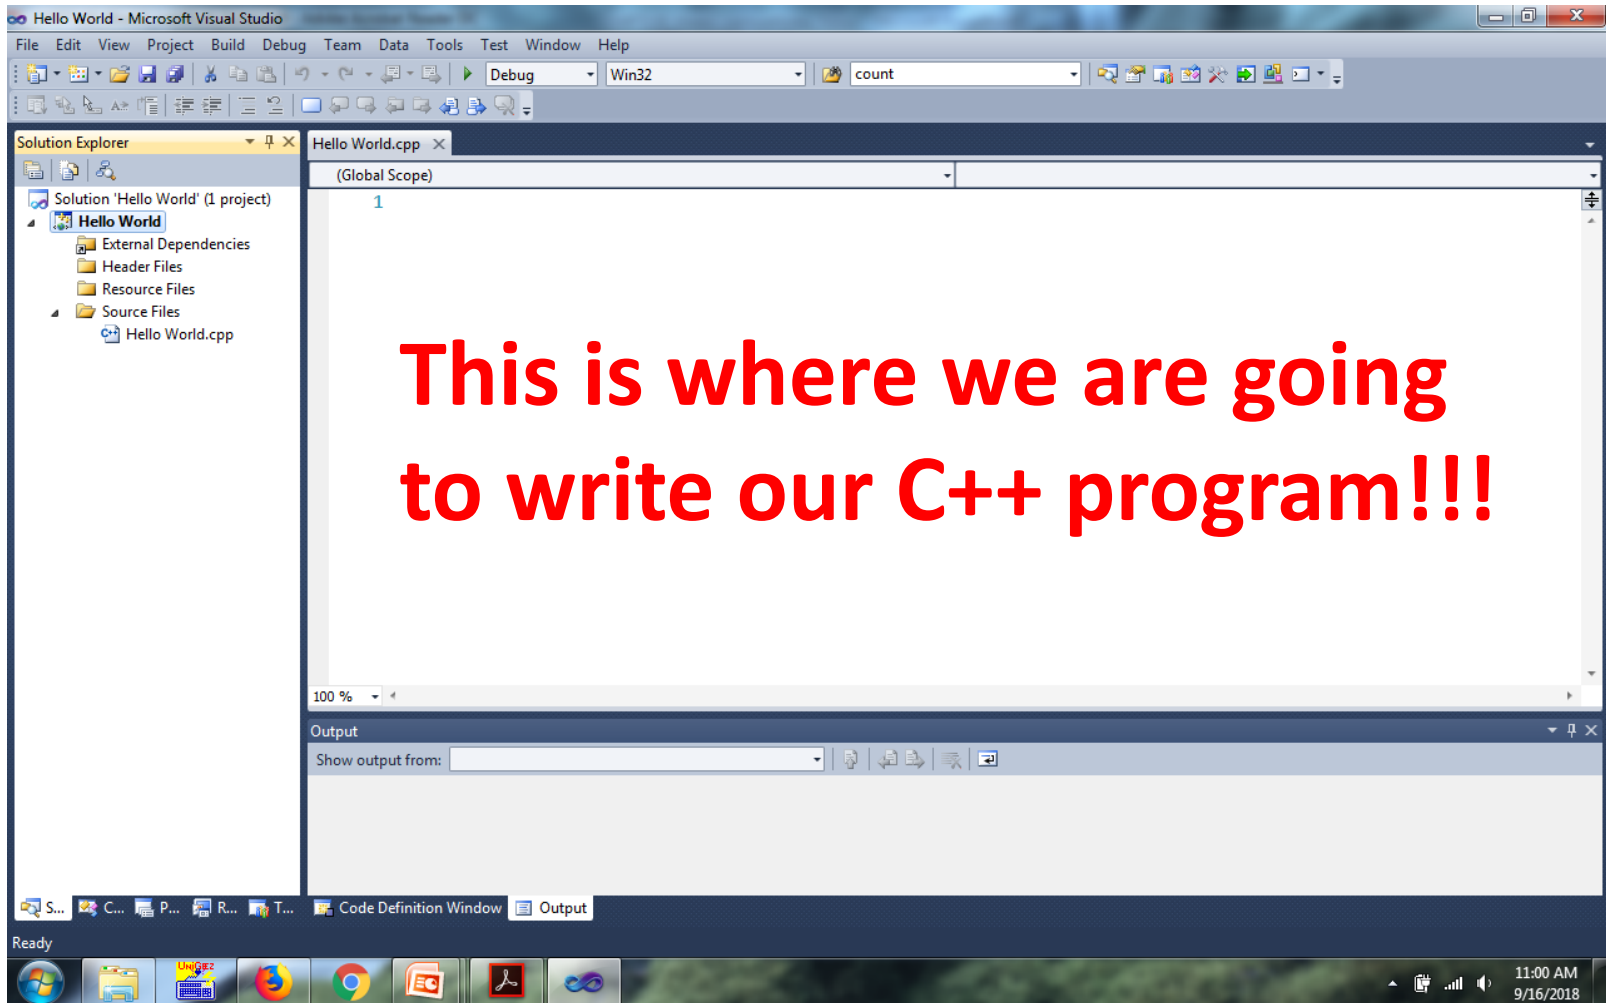 Hello World - Microsoft Visual Studio
File Edit View Project Build Debug Team Data Tools Test Window Help
Debug Win32 count
Solution Explorer
Hello World.cpp
(Global Scope)
Solution 'Hello World' (1 project)
Hello World
External Dependencies
Header Files
Resource Files
Source Files
Hello World.cpp
1
This is where we are going
to write our C++ program!!!
100 %
Output
Show output from:
S... C... P... R... T...
Code Definition Window Output
Ready
UniGeez
11:00 AM
9/16/2018